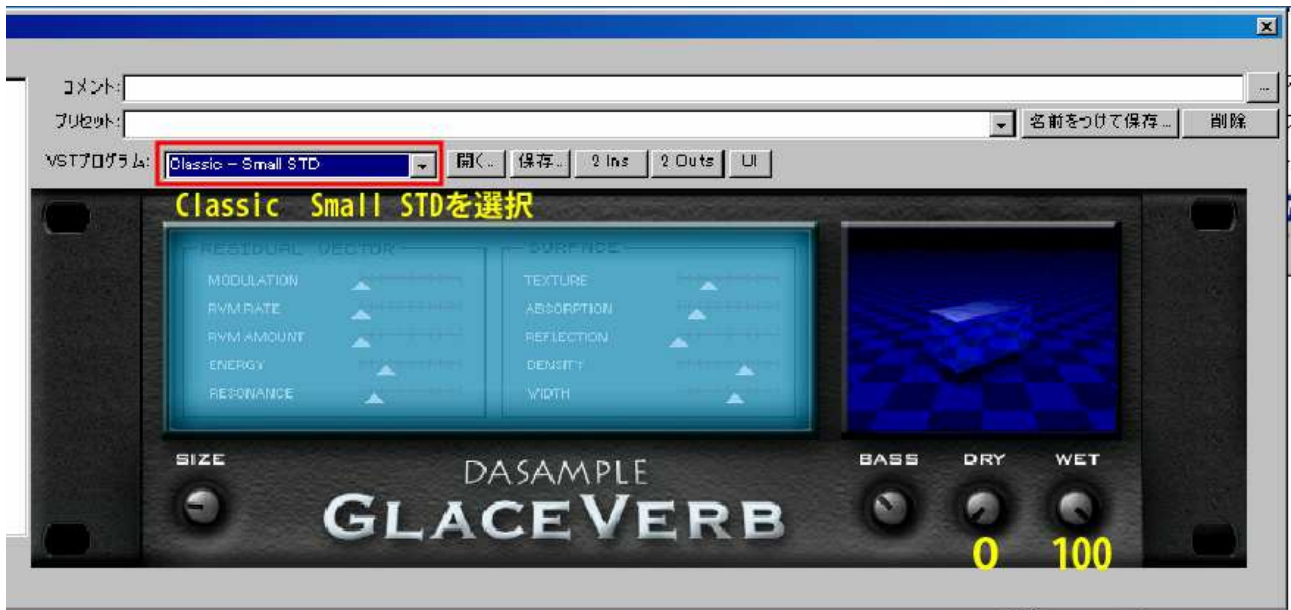 コメント:
...
プリセット:
名前をつけて保存...
削除
VSTプログラム:
Classic – Small STD
開く...
保存...
2 Ins
2 Outs
UI
Classic Small STDを選択
RESIDUAL VECTOR
MODULATION
RVM RATE
RVM AMOUNT
ENERGY
RESONANCE
SURFACE
TEXTURE
ABSORPTION
REFLECTION
DENSITY
WIDTH
SIZE
DASAMPLE
GLACEVERB
BASS
DRY
WET
0
100